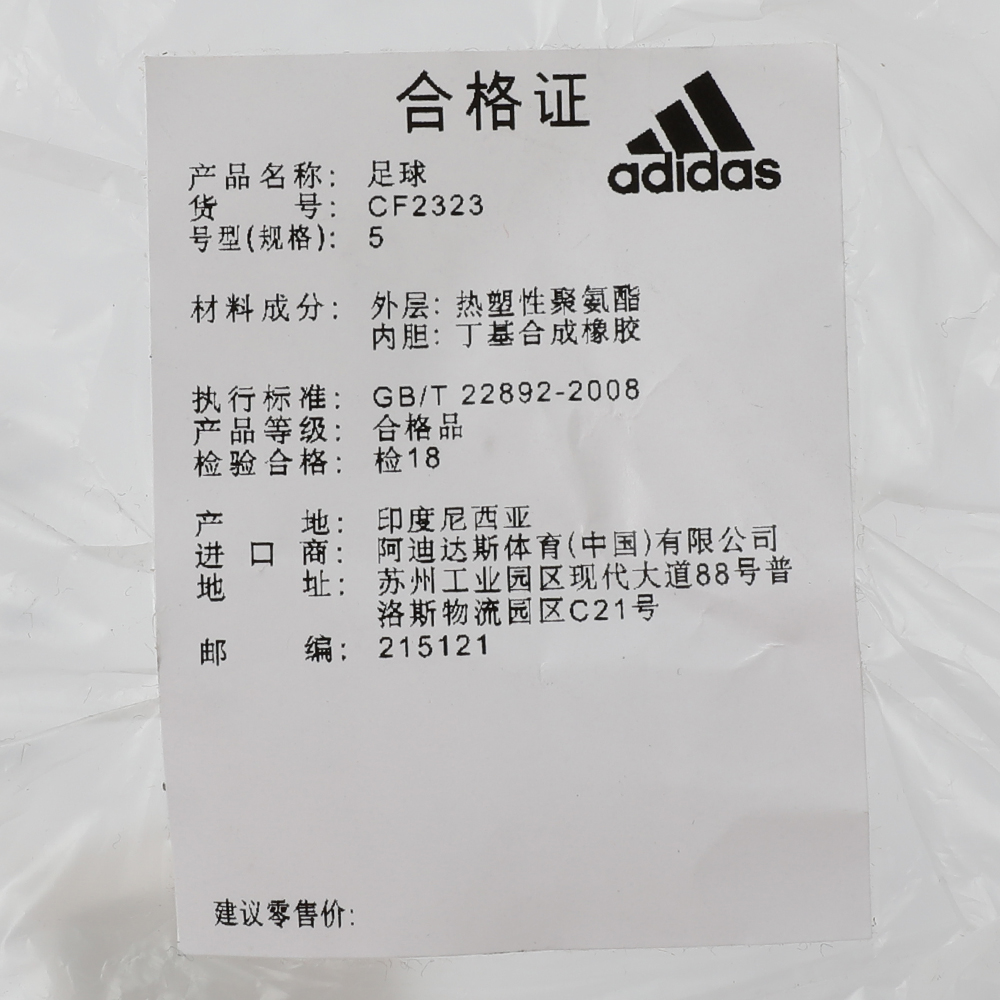 合格证
adidas
产品名称: 足球
货 号: CF2323
号型(规格): 5
材料成分: 外层: 热塑性聚氨酯
内胆: 丁基合成橡胶
执行标准: GB/T 22892-2008
产品等级: 合格品
检验合格: 检18
产 地: 印度尼西亚
进口商: 阿迪达斯体育(中国)有限公司
地 址: 苏州工业园区现代大道88号普
洛斯物流园区C21号
邮 编: 215121
建议零售价: